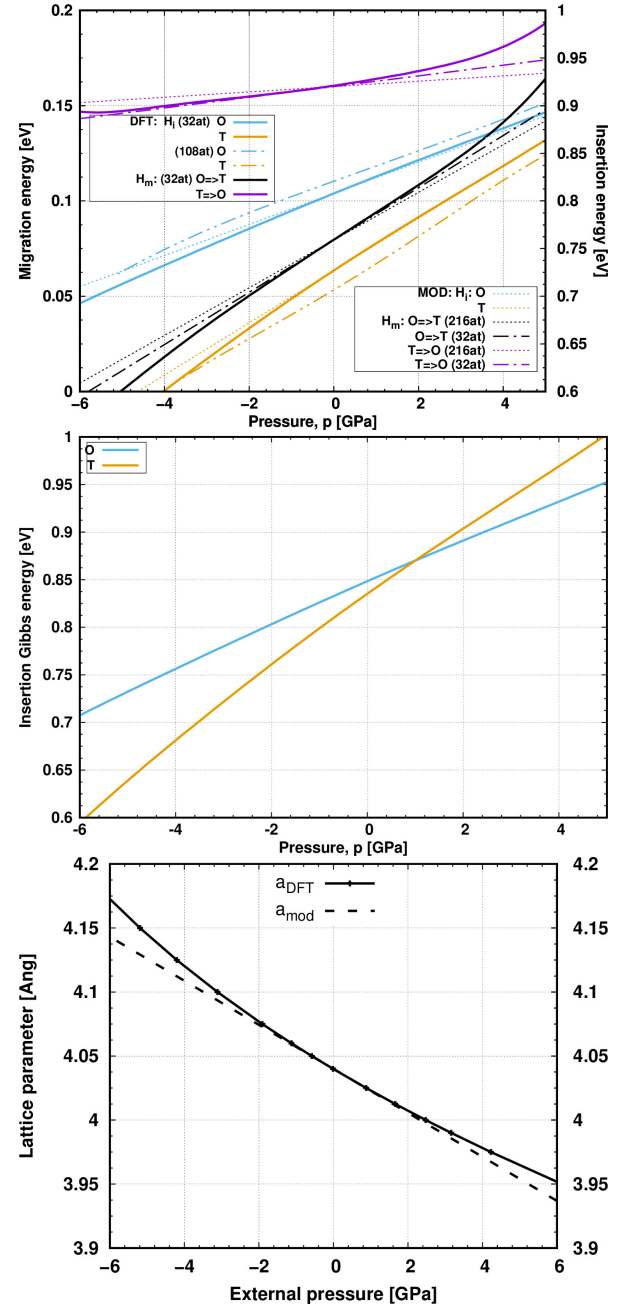 0.2 1
Migration energy [eV] Insertion energy [eV]
0.15 0.95
0.9
0.1 0.85
0.8
0.05 0.75
0.7
0 0.65
0.6
DFT: Hi (32at) O
T
(108at) O
T
Hm: (32at) O=>T
T=>O
MOD: Hi: O
T
Hm: O=>T (216at)
O=>T (32at)
T=>O (216at)
T=>O (32at)
-6 -4 -2 0 2 4
Pressure, p [GPa]
1
O
T
0.95
0.9
0.85
Insertion Gibbs energy [eV]
0.8
0.75
0.7
0.65
0.6
-6 -4 -2 0 2 4
Pressure, p [GPa]
4.2 4.2
aDFT
amod
4.15 4.15
4.1 4.1
Lattice parameter [Ang]
4.05 4.05
4 4
3.95 3.95
3.9 3.9
-6 -4 -2 0 2 4 6
External pressure [GPa]